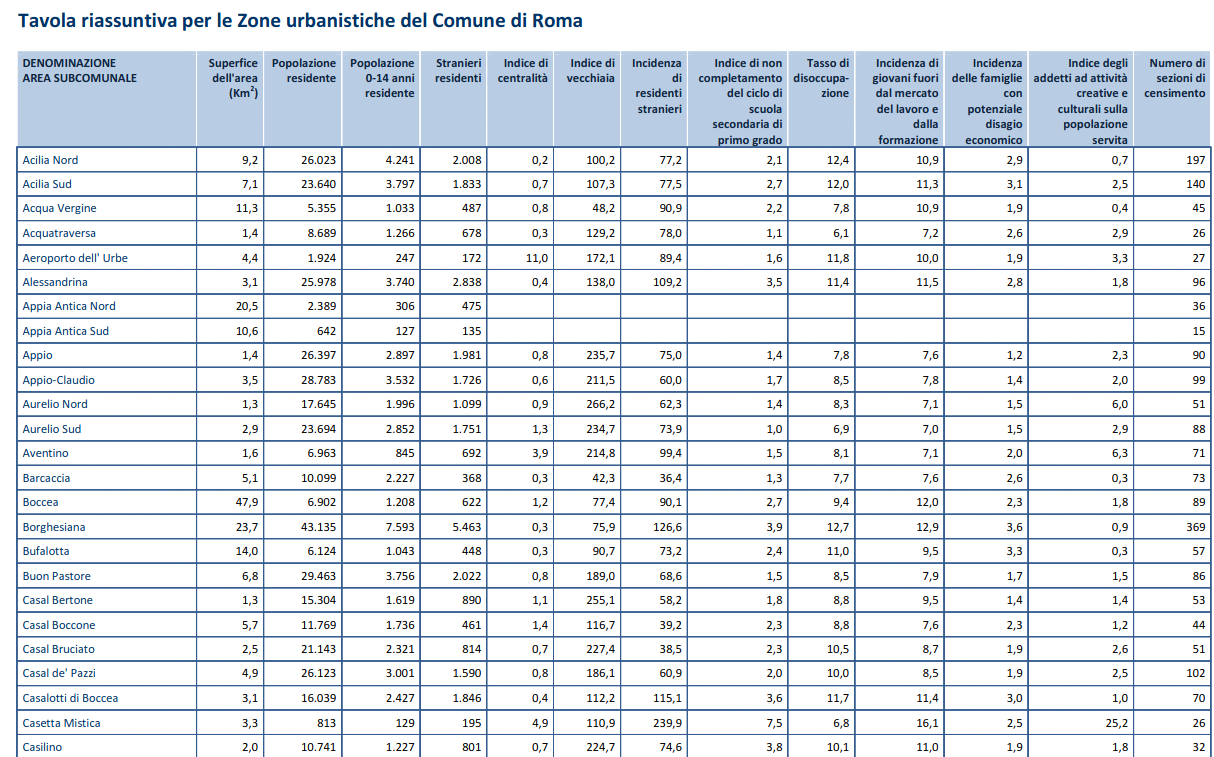 Tavola riassuntiva per le Zone urbanistiche del Comune di Roma
DENOMINAZIONE AREA SUBCOMUNALE | Superfice dell'area (Km²) | Popolazione residente | Popolazione 0-14 anni residente | Stranieri residenti | Indice di centralità | Indice di vecchiaia | Incidenza di residenti stranieri | Indice di non completamento del ciclo di scuola secondaria di primo grado | Tasso di disoccupa-zione | Incidenza di giovani fuori dal mercato del lavoro e dalla formazione | Incidenza delle famiglie con potenziale disagio economico | Indice degli addetti ad attività creative e culturali sulla popolazione servita | Numero di sezioni di censimento
Acilia Nord 9,2 26.023 4.241 2.008 0,2 100,2 77,2 2,1 12,4 10,9 2,9 0,7 197
Acilia Sud 7,1 23.640 3.797 1.833 0,7 107,3 77,5 2,7 12,0 11,3 3,1 2,5 140
Acqua Vergine 11,3 5.355 1.033 487 0,8 48,2 90,9 2,2 7,8 10,9 1,9 0,4 45
Acquatraversa 1,4 8.689 1.266 678 0,3 129,2 78,0 1,1 6,1 7,2 2,6 2,9 26
Aeroporto dell' Urbe 4,4 1.924 247 172 11,0 172,1 89,4 1,6 11,8 10,0 1,9 3,3 27
Alessandrina 3,1 25.978 3.740 2.838 0,4 138,0 109,2 3,5 11,4 11,5 2,8 1,8 96
Appia Antica Nord 20,5 2.389 306 475 36
Appia Antica Sud 10,6 642 127 135 15
Appio 1,4 26.397 2.897 1.981 0,8 235,7 75,0 1,4 7,8 7,6 1,2 2,3 90
Appio-Claudio 3,5 28.783 3.532 1.726 0,6 211,5 60,0 1,7 8,5 7,8 1,4 2,0 99
Aurelio Nord 1,3 17.645 1.996 1.099 0,9 266,2 62,3 1,4 8,3 7,1 1,5 6,0 51
Aurelio Sud 2,9 23.694 2.852 1.751 1,3 234,7 73,9 1,0 6,9 7,0 1,5 2,9 88
Aventino 1,6 6.963 845 692 3,9 214,8 99,4 1,5 8,1 7,1 2,0 6,3 71
Barcaccia 5,1 10.099 2.227 368 0,3 42,3 36,4 1,3 7,7 7,6 2,6 0,3 73
Boccea 47,9 6.902 1.208 622 1,2 77,4 90,1 2,7 9,4 12,0 2,3 1,8 89
Borghesiana 23,7 43.135 7.593 5.463 0,3 75,9 126,6 3,9 12,7 12,9 3,6 0,9 369
Bufalotta 14,0 6.124 1.043 448 0,3 90,7 73,2 2,4 11,0 9,5 3,3 0,3 57
Buon Pastore 6,8 29.463 3.756 2.022 0,8 189,0 68,6 1,5 8,5 7,9 1,7 1,5 86
Casal Bertone 1,3 15.304 1.619 890 1,1 255,1 58,2 1,8 8,8 9,5 1,4 1,4 53
Casal Boccone 5,7 11.769 1.736 461 1,4 116,7 39,2 2,3 8,8 7,6 2,3 1,2 44
Casal Bruciato 2,5 21.143 2.321 814 0,7 227,4 38,5 2,3 10,5 8,7 1,9 2,6 51
Casal de' Pazzi 4,9 26.123 3.001 1.590 0,8 186,1 60,9 2,0 10,0 8,5 1,9 2,5 102
Casalotti di Boccea 3,1 16.039 2.427 1.846 0,4 112,2 115,1 3,6 11,7 11,4 3,0 1,0 70
Casetta Mistica 3,3 813 129 195 4,9 110,9 239,9 7,5 6,8 16,1 2,5 25,2 26
Casilino 2,0 10.741 1.227 801 0,7 224,7 74,6 3,8 10,1 11,0 1,9 1,8 32